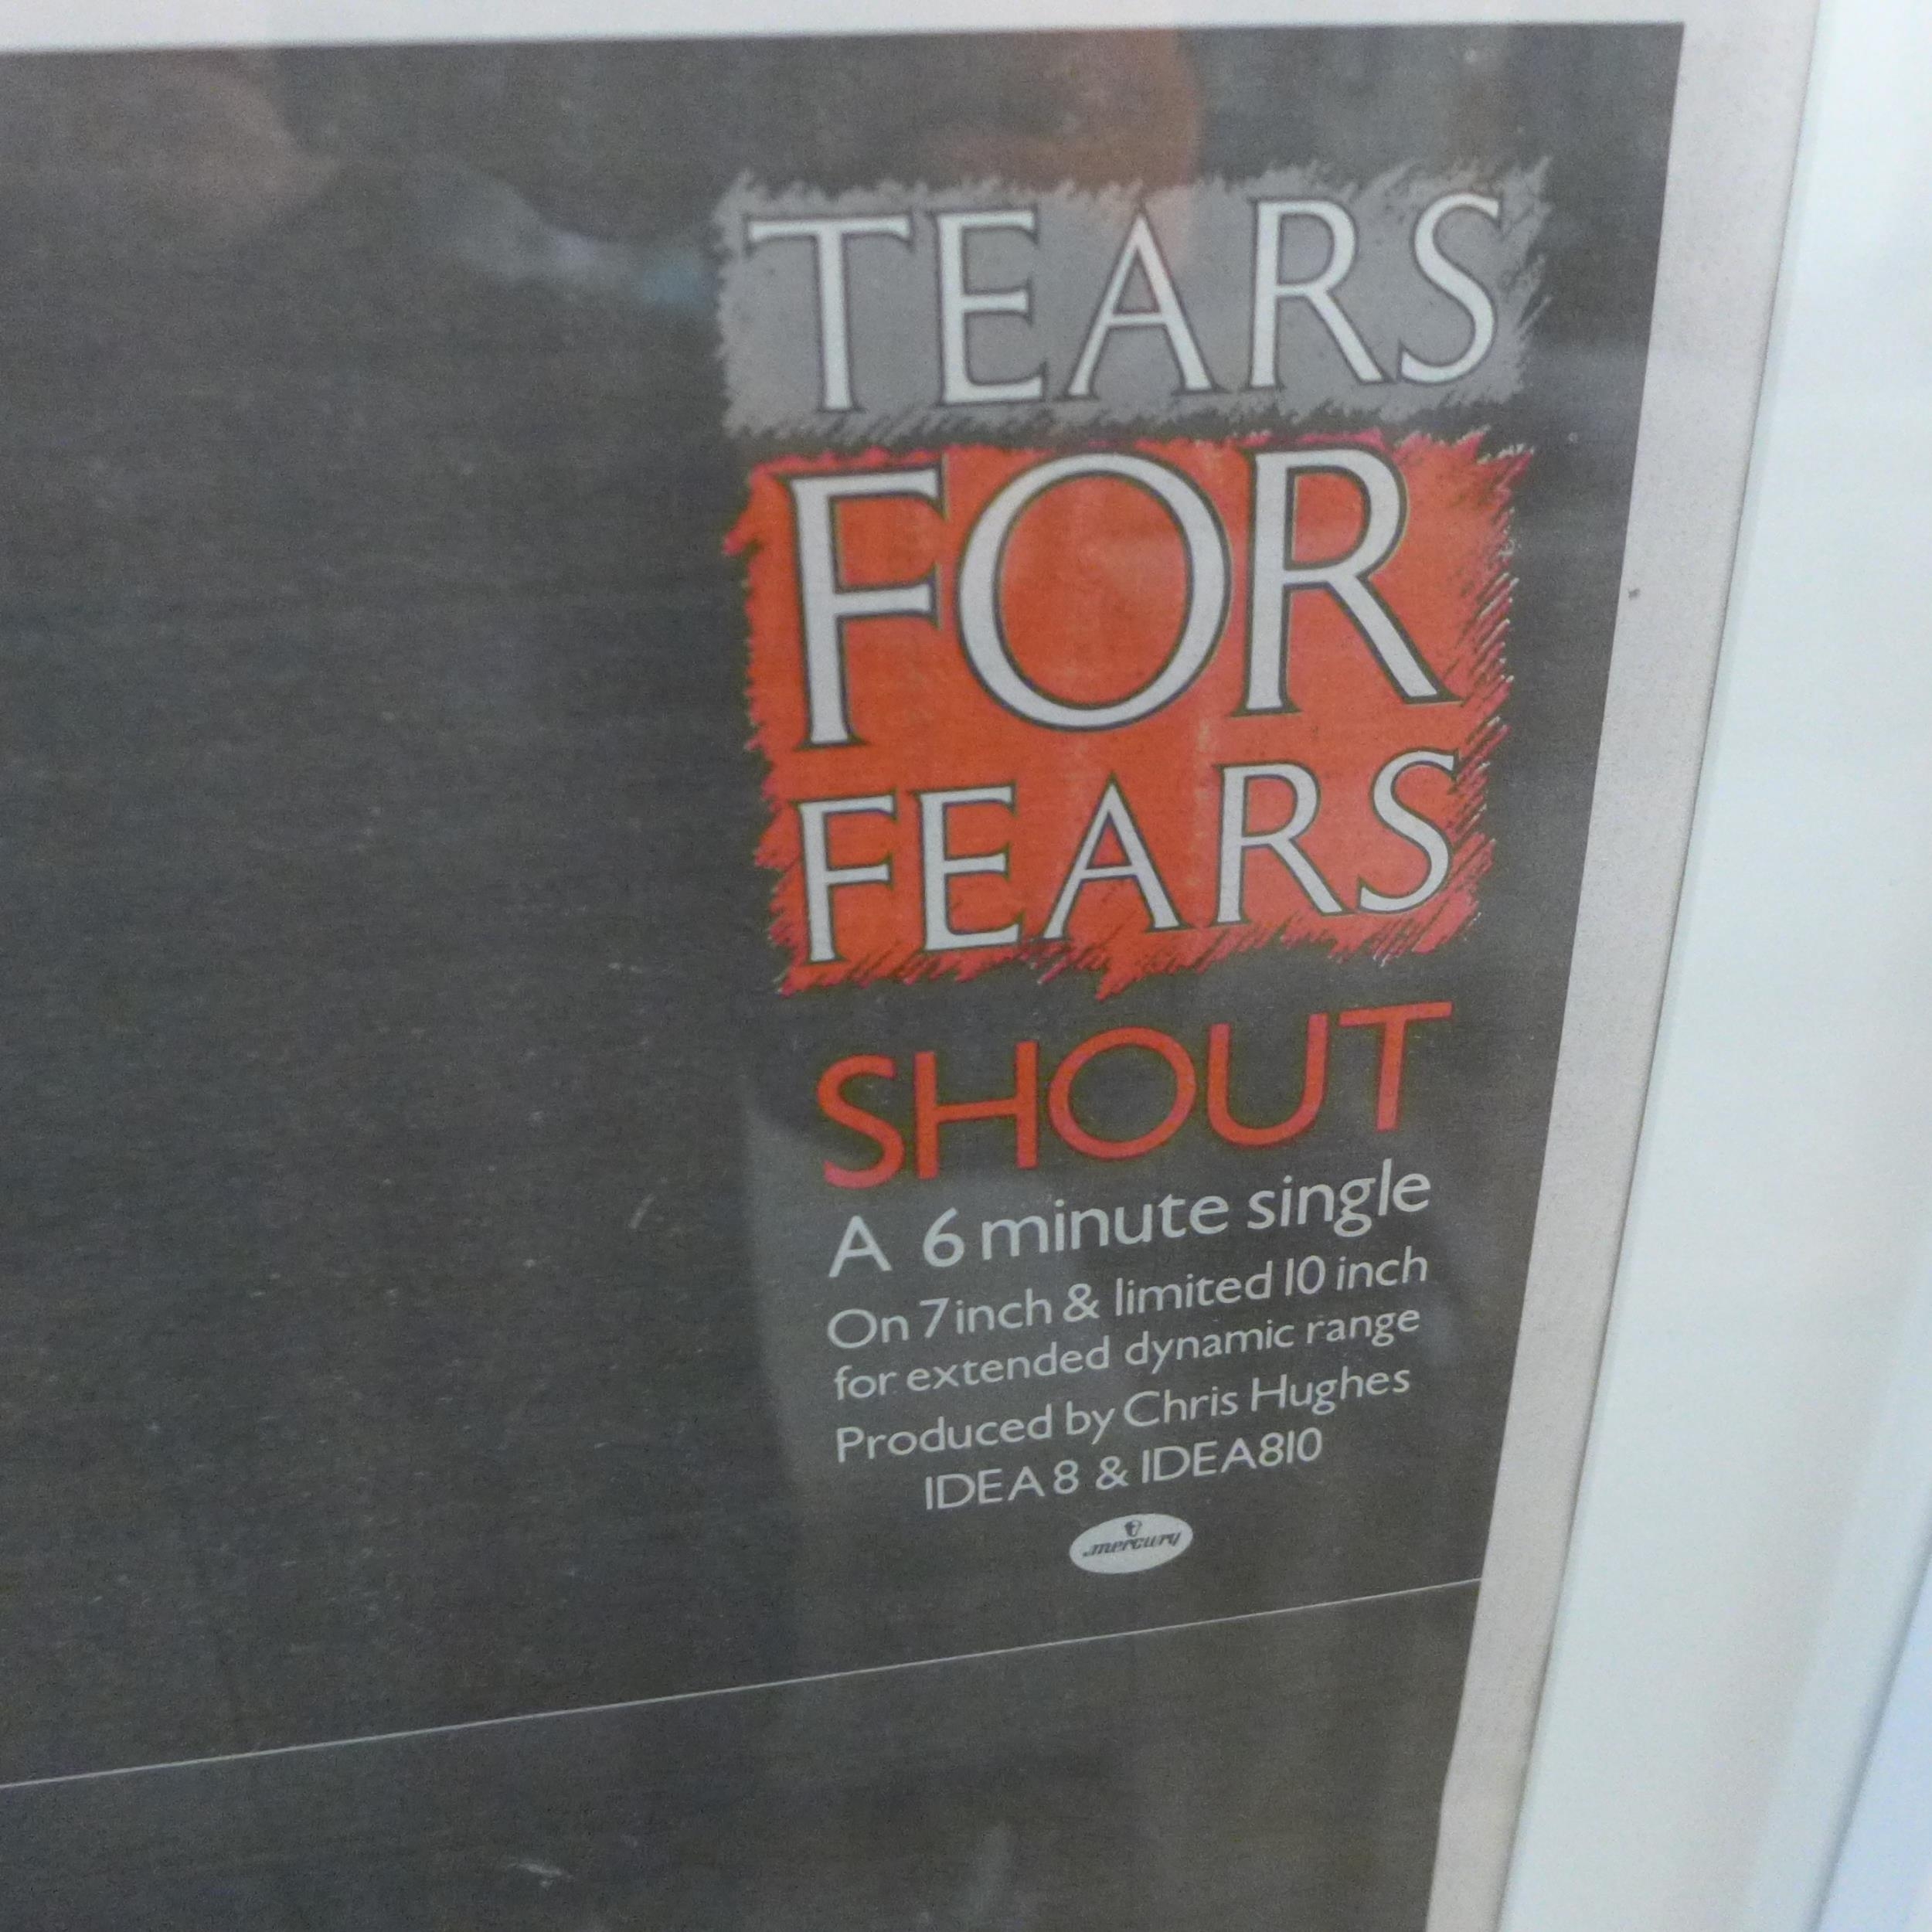 TEARS
FOR
FEARS
SHOUT
A 6 minute single
On 7 inch & limited 10 inch
for extended dynamic range
Produced by Chris Hughes
IDEA 8 & IDEA810
mercury